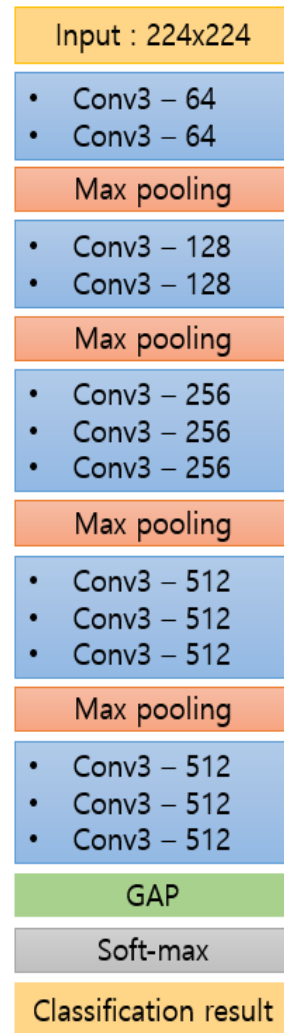 Input : 224x224
• Conv3 – 64
• Conv3 – 64
Max pooling
• Conv3 – 128
• Conv3 – 128
Max pooling
• Conv3 – 256
• Conv3 – 256
• Conv3 – 256
Max pooling
• Conv3 – 512
• Conv3 – 512
• Conv3 – 512
Max pooling
• Conv3 – 512
• Conv3 – 512
• Conv3 – 512
GAP
Soft-max
Classification result